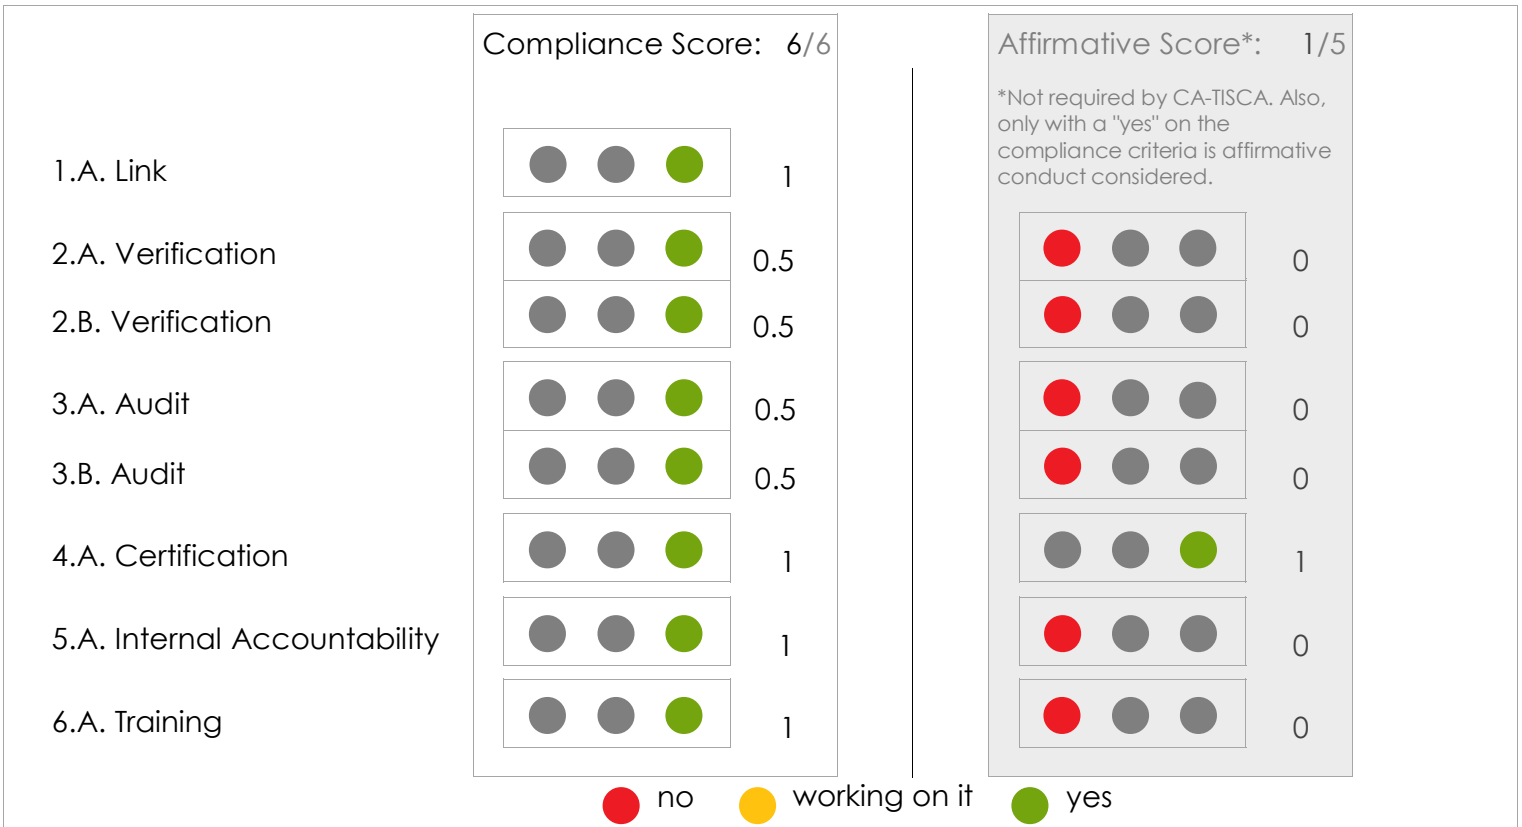 Compliance Score: 6/6
Affirmative Score*: 1/5
*Not required by CA-TISCA. Also,
only with a "yes" on the
compliance criteria is affirmative
conduct considered.
1.A. Link 1
2.A. Verification 0.5 0
2.B. Verification 0.5 0
3.A. Audit 0.5 0
3.B. Audit 0.5 0
4.A. Certification 1 1
5.A. Internal Accountability 1 0
6.A. Training 1 0
no working on it yes